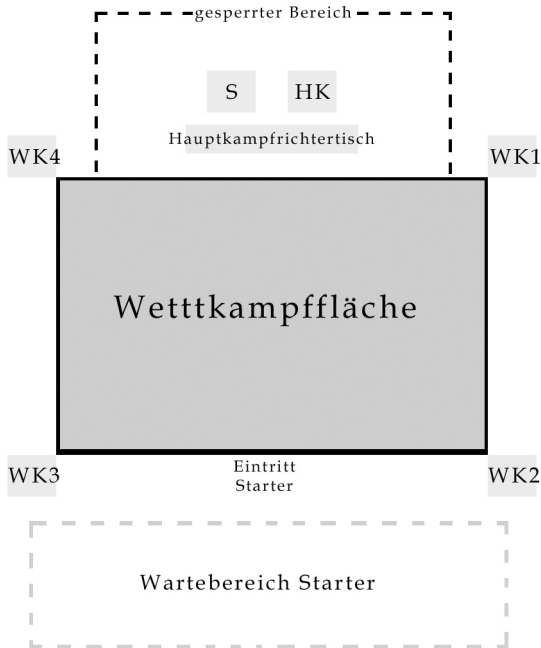 gesperrter Bereich
S HK
Hauptkampfrichtertisch
WK4 WK1
Wetttkampffläche
WK3 WK2
Eintritt
Starter
Wartebereich Starter